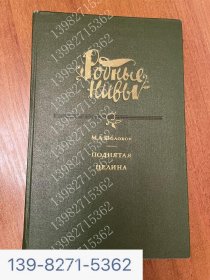 Родные
Нивы
М.А. Шолохов
ПОДНЯТАЯ
ЦЕЛИНА
139-8271-5362
13982715362